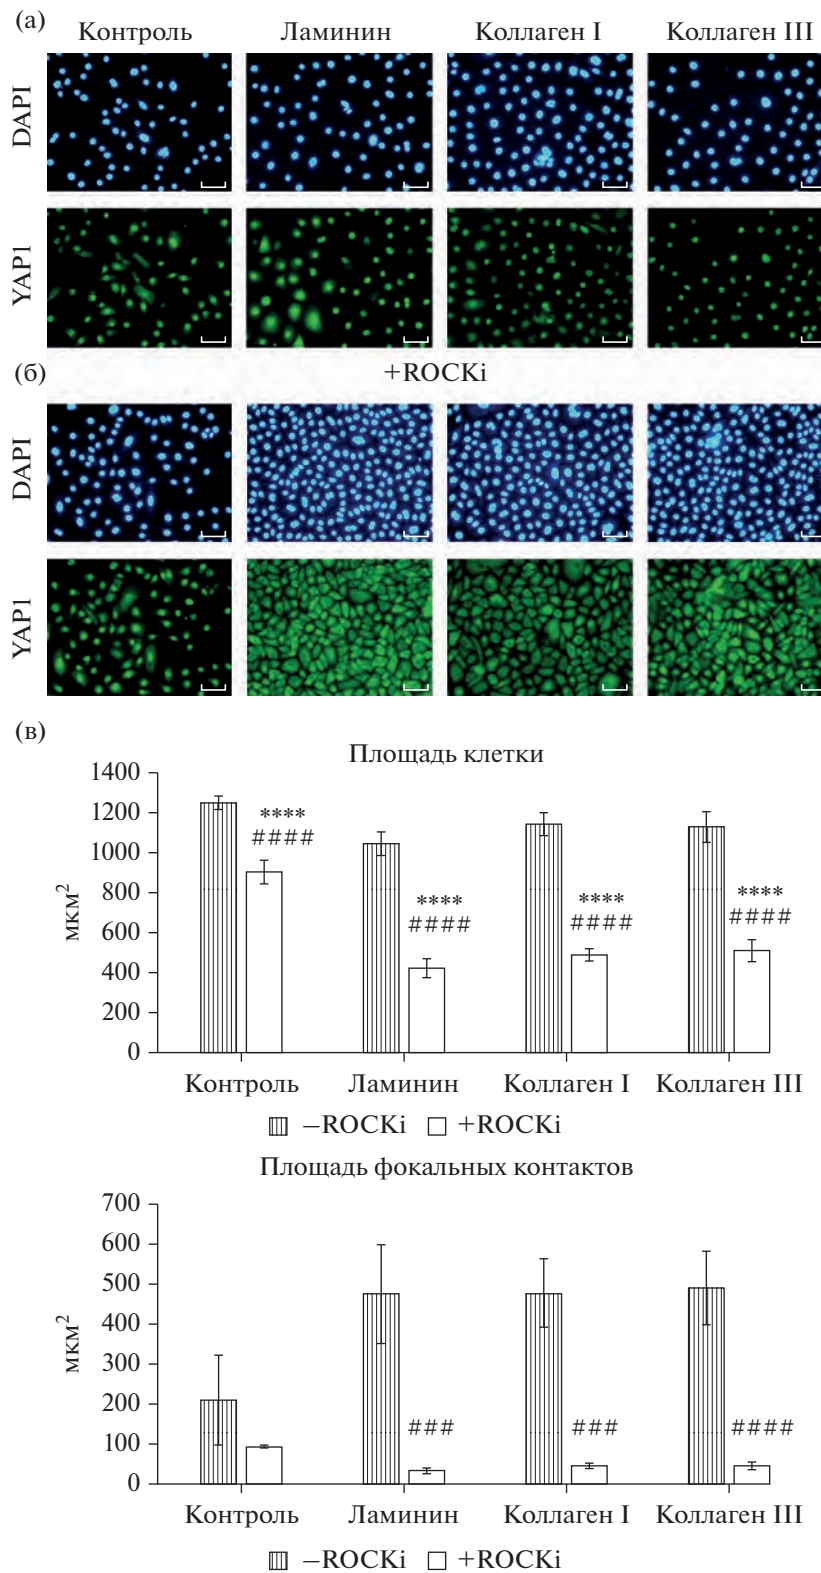 (а)
Контроль Ламинин Коллаген I Коллаген III
DAPI
YAP1
(б) +ROCKi
DAPI
YAP1
(в)
Площадь клетки
мкм²
1400
1200
1000
800
600
400
200
0
****
####
****
####
****
####
****
####
Контроль Ламинин Коллаген I Коллаген III
−ROCKi +ROCKi
Площадь фокальных контактов
мкм²
700
600
500
400
300
200
100
0
### ### ####
Контроль Ламинин Коллаген I Коллаген III
−ROCKi +ROCKi